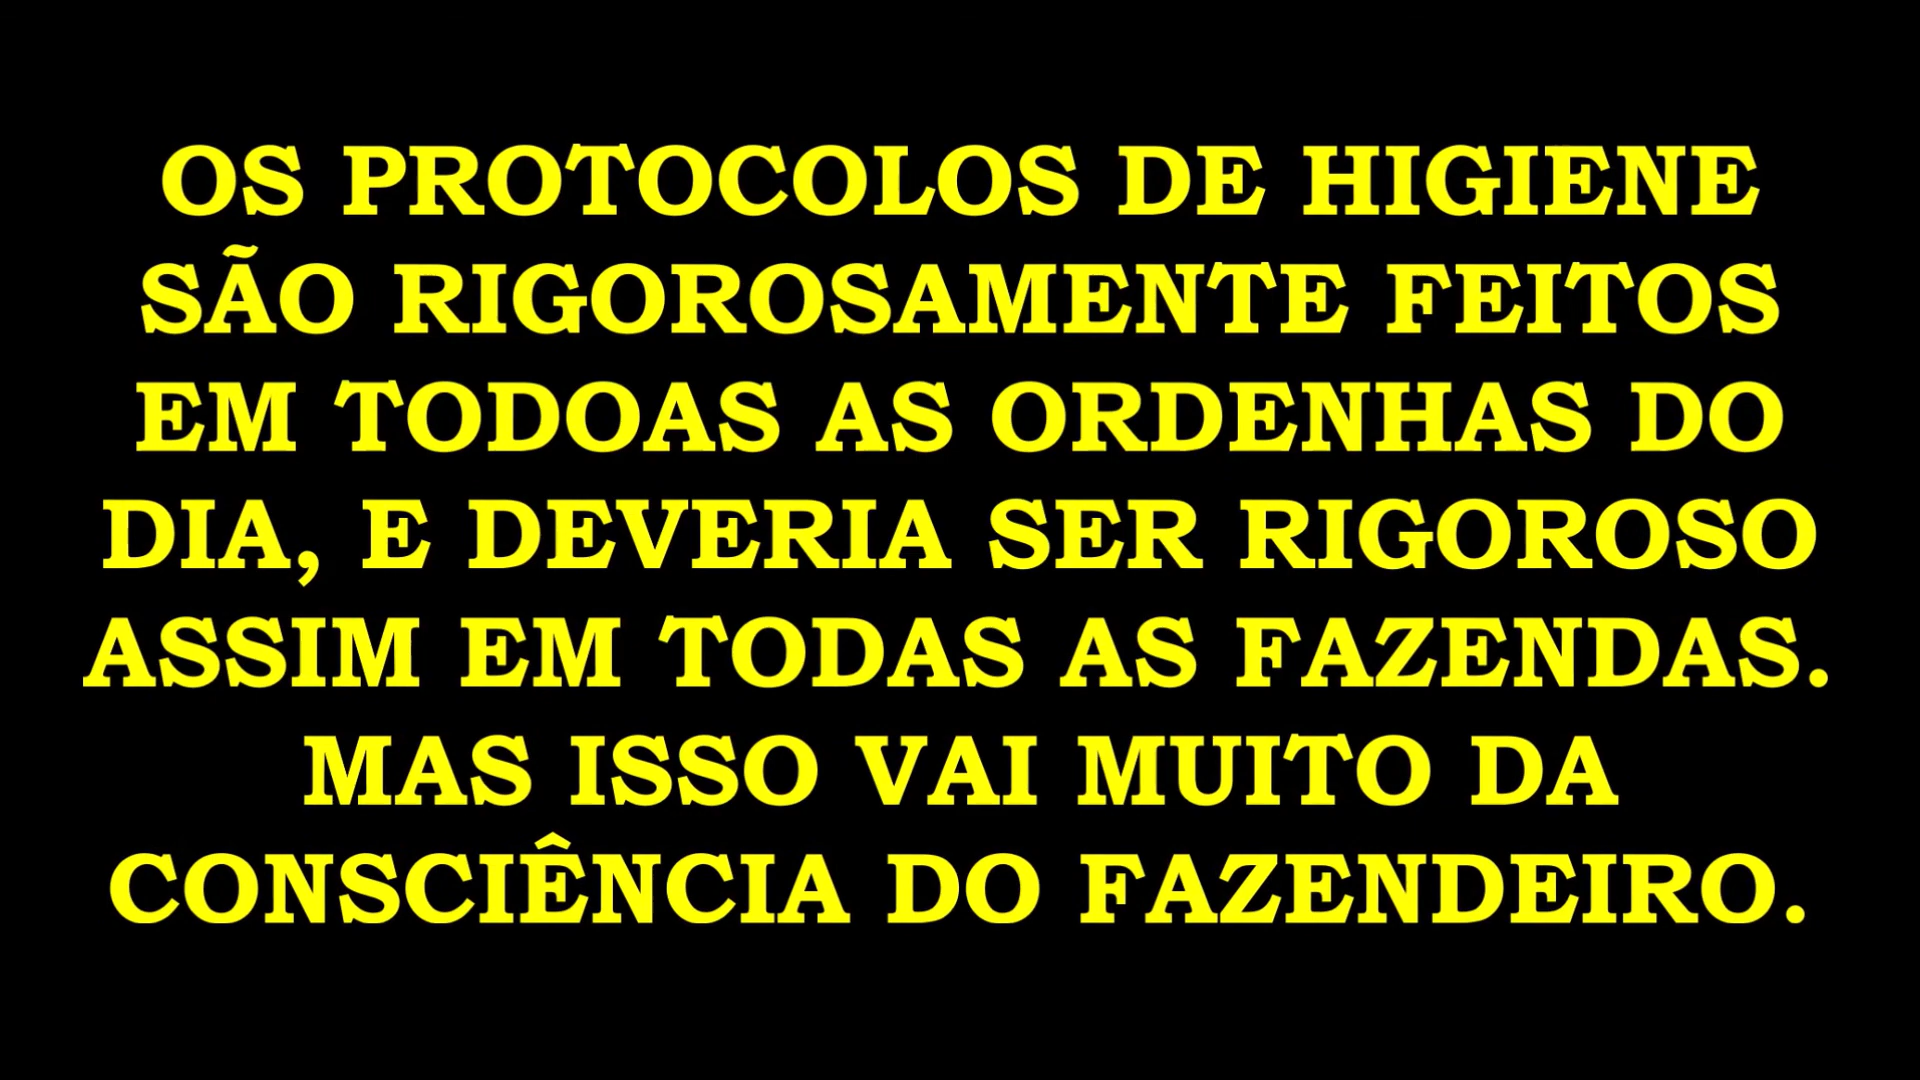 OS PROTOCOLOS DE HIGIENE
SÃO RIGOROSAMENTE FEITOS
EM TODOAS AS ORDENHAS DO
DIA, E DEVERIA SER RIGOROSO
ASSIM EM TODAS AS FAZENDAS.
MAS ISSO VAI MUITO DA
CONSCIÊNCIA DO FAZENDEIRO.